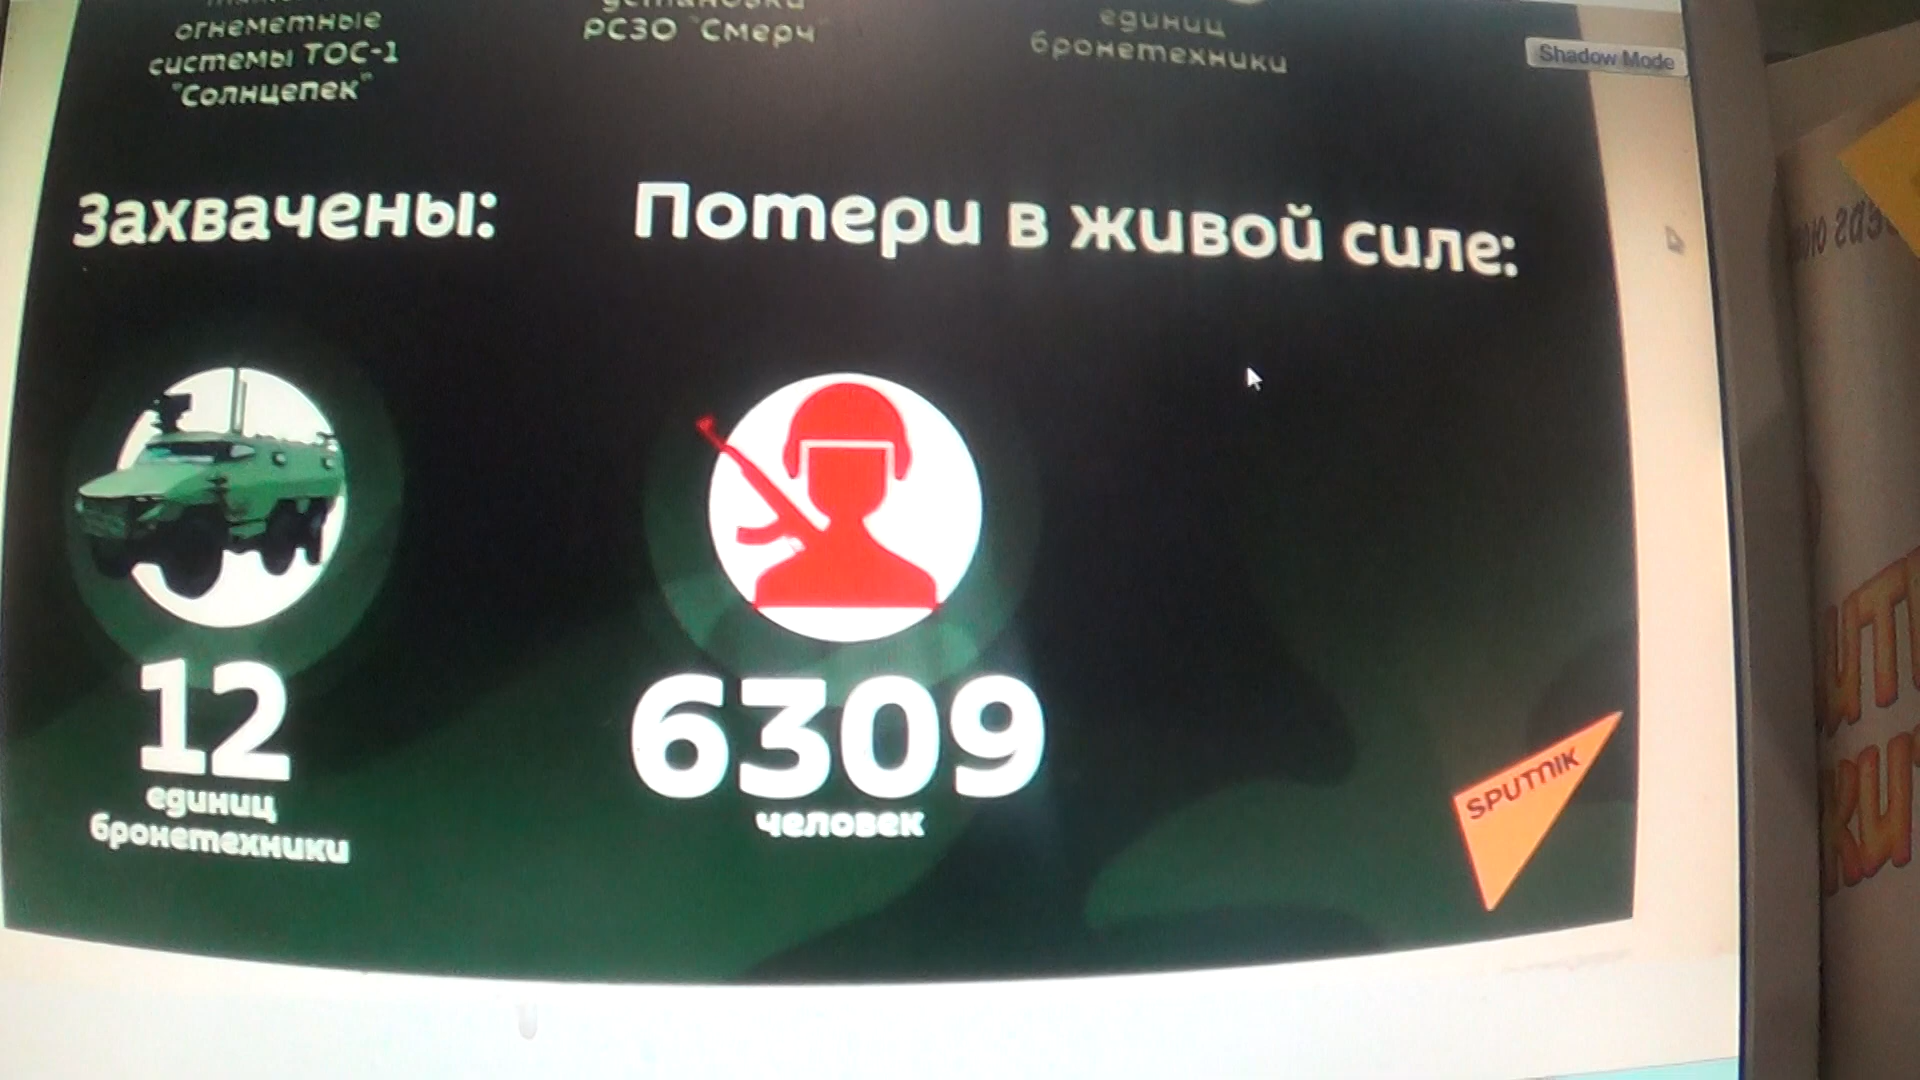 огнеметные
системы ТОС-1
"Солнцепек"
установки
РСЗО "Смерч"
единиц
бронетехники
Shadow Mode
Захвачены:
Потери в живой силе:
12
единиц
бронетехники
6309
человек
SPUTNIK